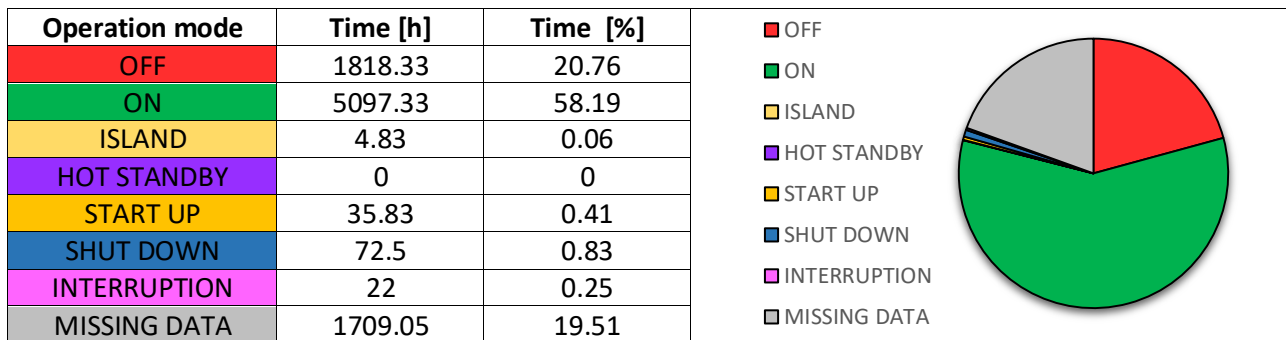 Operation mode Time [h] Time [%]
OFF 1818.33 20.76
ON 5097.33 58.19
ISLAND 4.83 0.06
HOT STANDBY 0 0
START UP 35.83 0.41
SHUT DOWN 72.5 0.83
INTERRUPTION 22 0.25
MISSING DATA 1709.05 19.51
OFF
ON
ISLAND
HOT STANDBY
START UP
SHUT DOWN
INTERRUPTION
MISSING DATA